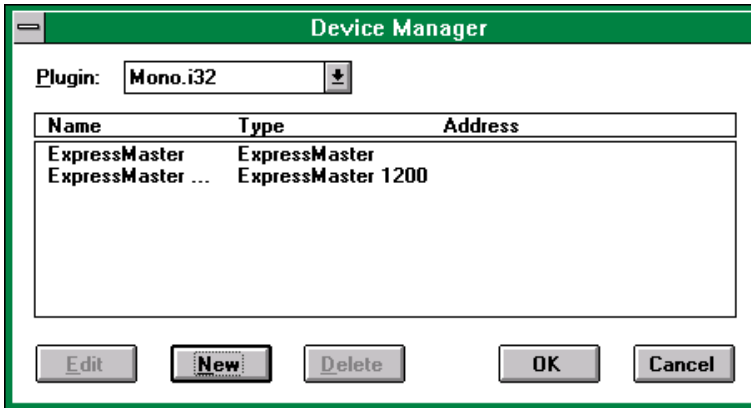 Device Manager
Plugin: Mono.i32
Name Type Address
ExpressMaster ExpressMaster
ExpressMaster ... ExpressMaster 1200
Edit New Delete OK Cancel